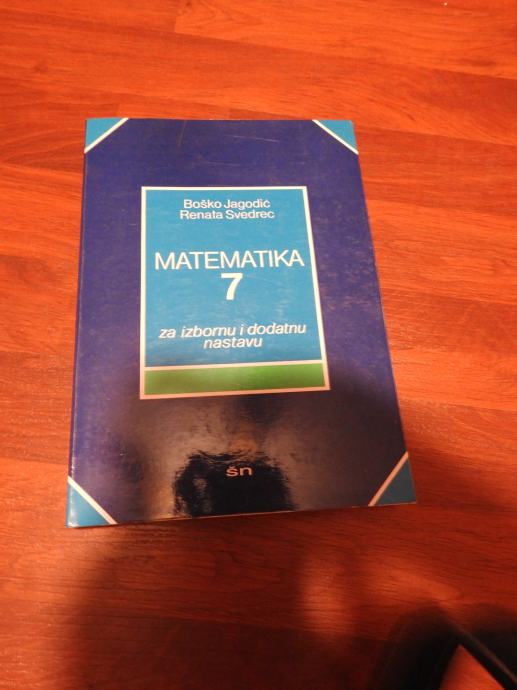 Boško Jagodić
Renata Svedrec
MATEMATIKA
7
za izbornu i dodatnu
nastavu
šn